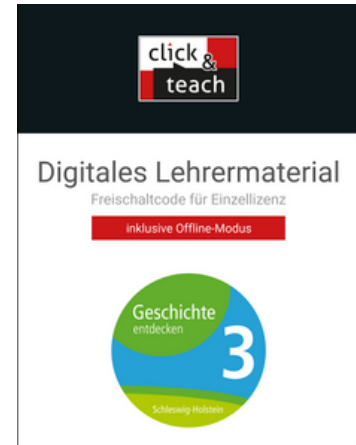 click &
teach
Digitales Lehrermaterial
Freischaltcode für Einzellizenz
inklusive Offline-Modus
Geschichte
entdecken
3
Schleswig-Holstein